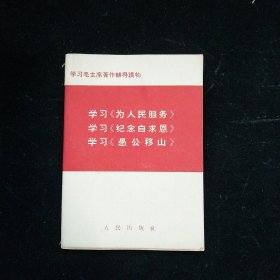 学习毛主席著作辅导读物
学习《为人民服务》
学习《纪念白求恩》
学习《愚公移山》
人民出版社